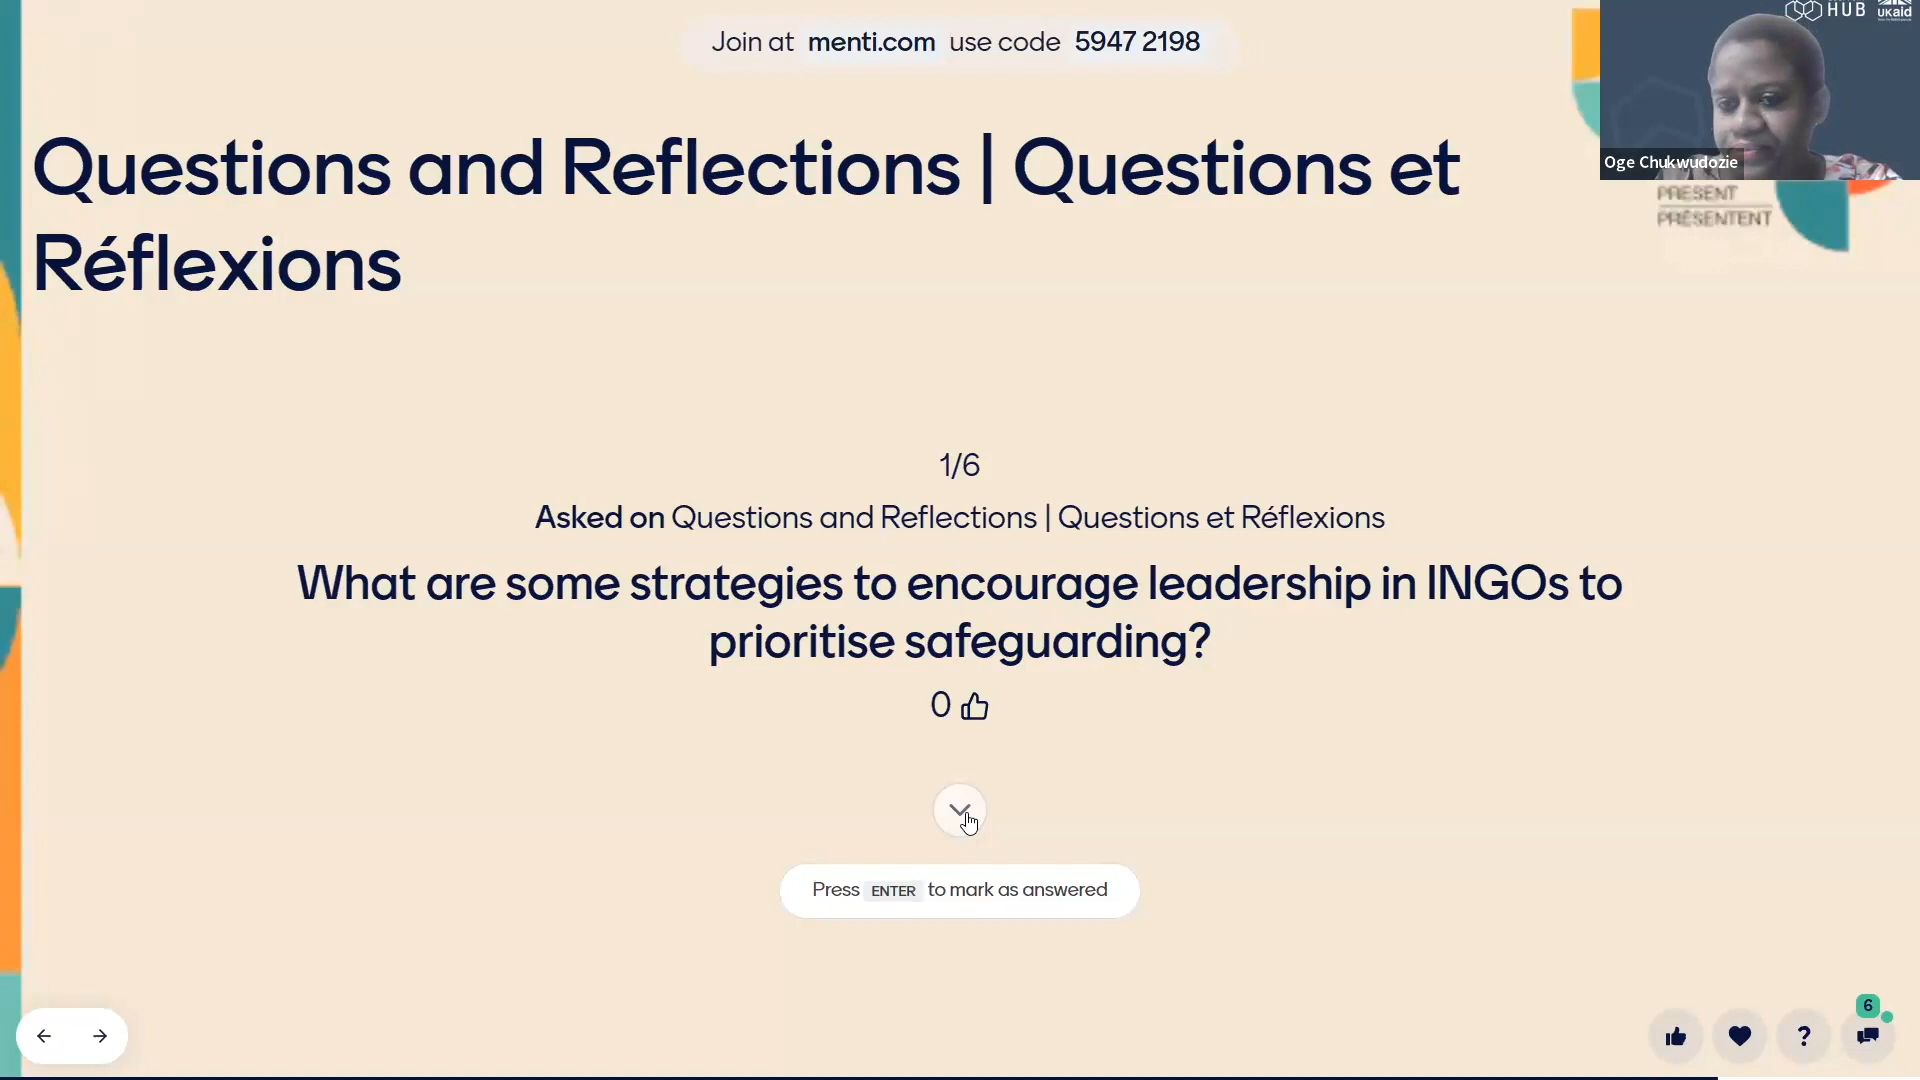 Join at menti.com use code 5947 2198
HUB
ukaid
Oge Chukwudozie
PRESENT
PRÉSENTENT
Questions and Reflections | Questions et
Réflexions
1/6
Asked on Questions and Reflections | Questions et Réflexions
What are some strategies to encourage leadership in INGOs to
prioritise safeguarding?
0
Press ENTER to mark as answered
?
6